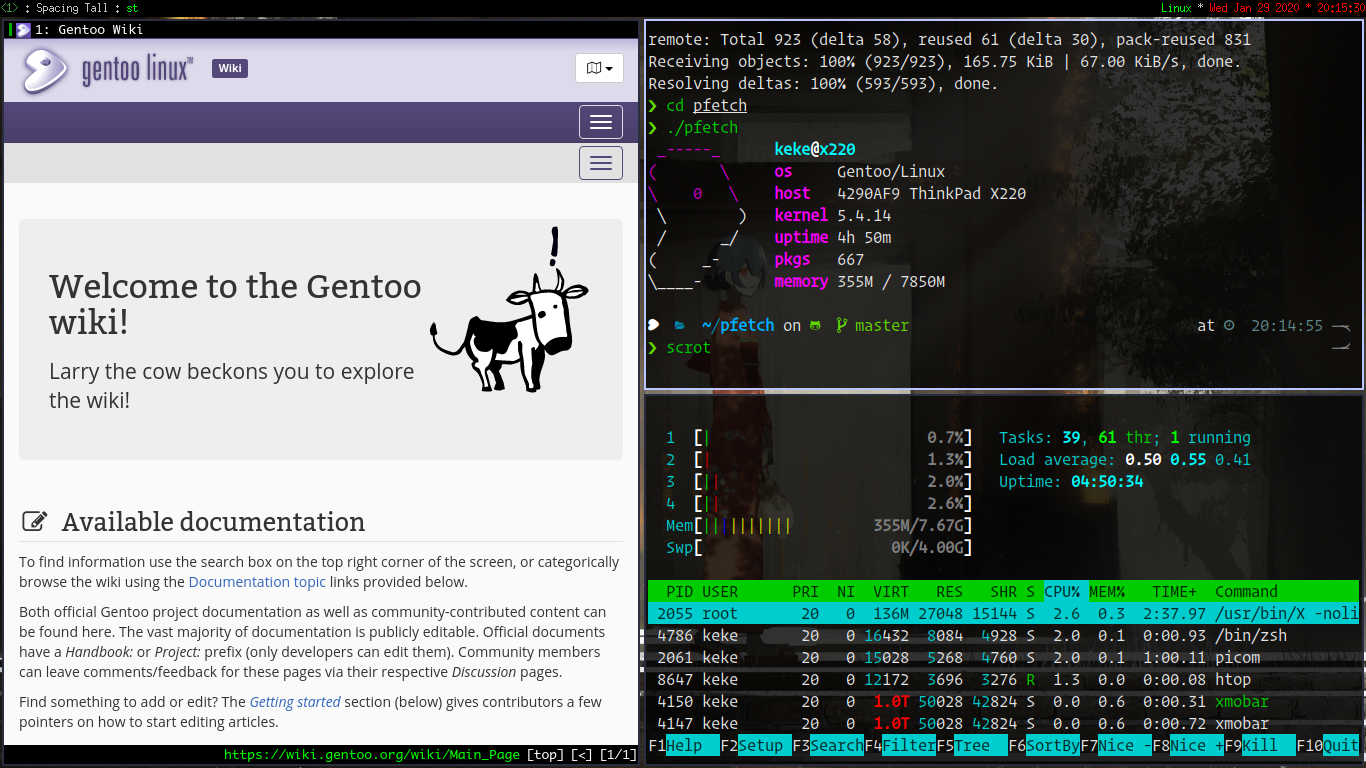 <1> : Spacing Tall : st
Linux * Wed Jan 29 2020 * 20:15:30
1: Gentoo Wiki
gentoo linux™ Wiki
!
Welcome to the Gentoo
wiki!
Larry the cow beckons you to explore
the wiki!
Available documentation
To find information use the search box on the top right corner of the screen, or categorically
browse the wiki using the Documentation topic links provided below.
Both official Gentoo project documentation as well as community-contributed content can
be found here. The vast majority of documentation is publicly editable. Official documents
have a Handbook: or Project: prefix (only developers can edit them). Community members
can leave comments/feedback for these pages via their respective Discussion pages.
Find something to add or edit? The Getting started section (below) gives contributors a few
pointers on how to start editing articles.
https://wiki.gentoo.org/wiki/Main_Page [top] [<] [1/1]
remote: Total 923 (delta 58), reused 61 (delta 30), pack-reused 831
Receiving objects: 100% (923/923), 165.75 KiB | 67.00 KiB/s, done.
Resolving deltas: 100% (593/593), done.
❯ cd pfetch
❯ ./pfetch
 _-----_      keke@x220
(       \     os     Gentoo/Linux
\    0   \    host   4290AF9 ThinkPad X220
 \        )   kernel 5.4.14
 /      _/    uptime 4h 50m
(     _-      pkgs   667
\____-        memory 355M / 7850M
~/pfetch on master at 20:14:55
❯ scrot
1 [| 0.7%] Tasks: 39, 61 thr; 1 running
2 [| 1.3%] Load average: 0.50 0.55 0.41
3 [|| 2.0%] Uptime: 04:50:34
4 [|| 2.6%]
Mem[|||||||||| 355M/7.67G]
Swp[ 0K/4.00G]
PID USER PRI NI VIRT RES SHR S CPU% MEM% TIME+ Command
2055 root 20 0 136M 27048 15144 S 2.6 0.3 2:37.97 /usr/bin/X -noli
4786 keke 20 0 16432 8084 4928 S 2.0 0.1 0:00.93 /bin/zsh
2061 keke 20 0 15028 5268 4760 S 2.0 0.1 1:00.11 picom
8647 keke 20 0 12172 3696 3276 R 1.3 0.0 0:00.08 htop
4150 keke 20 0 1.0T 50028 42824 S 0.0 0.6 0:00.31 xmobar
4147 keke 20 0 1.0T 50028 42824 S 0.0 0.6 0:00.72 xmobar
F1Help F2Setup F3SearchF4FilterF5Tree F6SortByF7Nice -F8Nice +F9Kill F10Quit